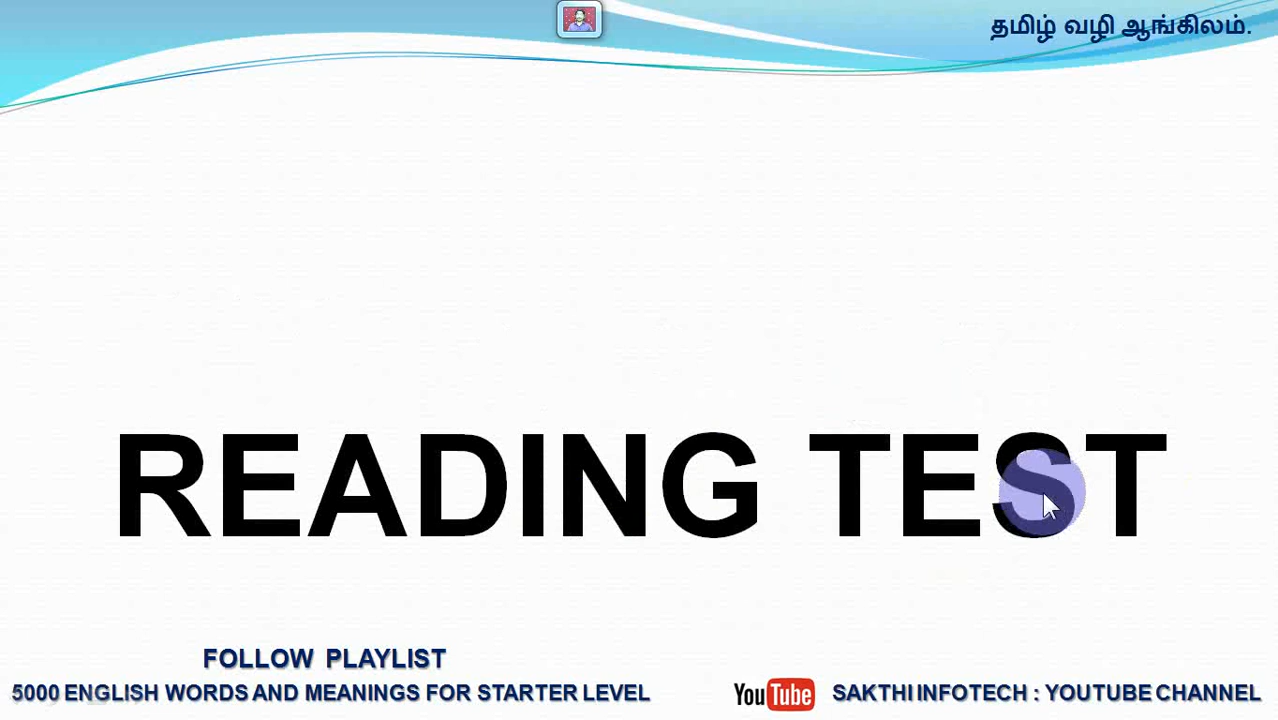 தமிழ் வழி ஆங்கிலம்.
READING TEST
FOLLOW PLAYLIST
5000 ENGLISH WORDS AND MEANINGS FOR STARTER LEVEL
YouTube SAKTHI INFOTECH : YOUTUBE CHANNEL